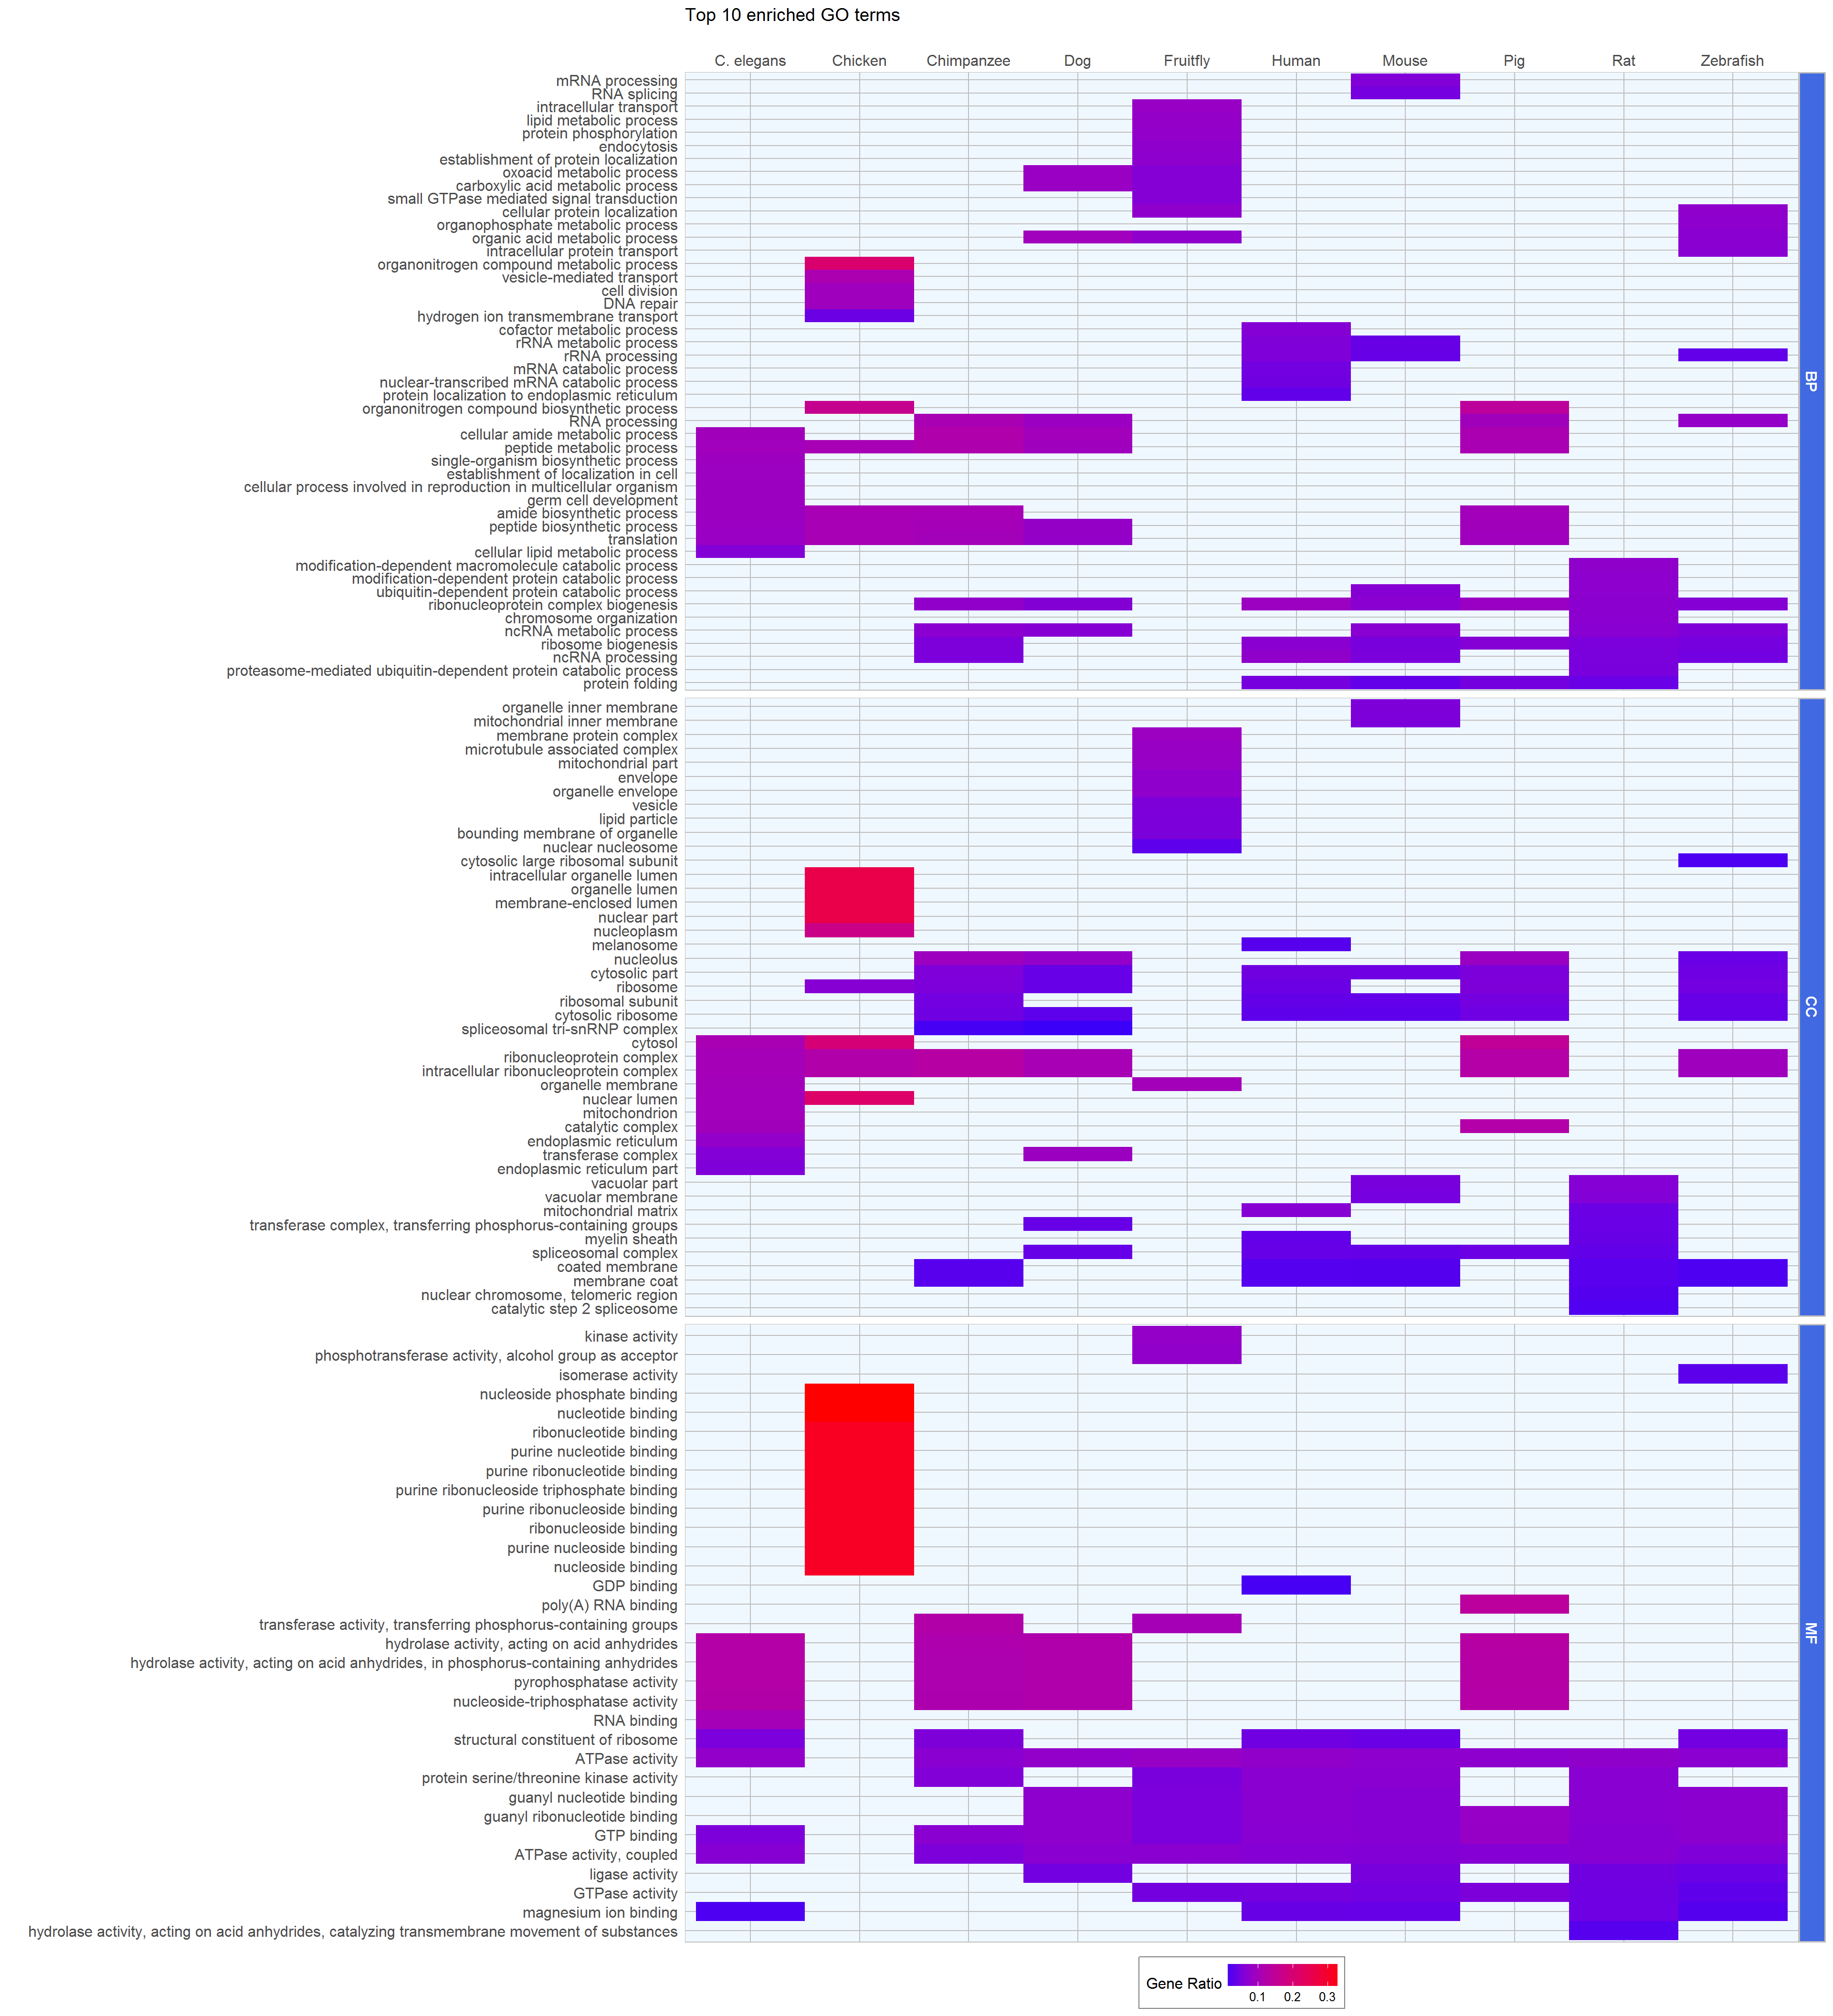 Top 10 enriched GO terms
C. elegans Chicken Chimpanzee Dog Fruitfly Human Mouse Pig Rat Zebrafish
mRNA processing
RNA splicing
intracellular transport
lipid metabolic process
protein phosphorylation
endocytosis
establishment of protein localization
oxoacid metabolic process
carboxylic acid metabolic process
small GTPase mediated signal transduction
cellular protein localization
organophosphate metabolic process
organic acid metabolic process
intracellular protein transport
organonitrogen compound metabolic process
vesicle-mediated transport
cell division
DNA repair
hydrogen ion transmembrane transport
cofactor metabolic process
rRNA metabolic process
rRNA processing
mRNA catabolic process
nuclear-transcribed mRNA catabolic process
protein localization to endoplasmic reticulum
organonitrogen compound biosynthetic process
RNA processing
cellular amide metabolic process
peptide metabolic process
single-organism biosynthetic process
establishment of localization in cell
cellular process involved in reproduction in multicellular organism
germ cell development
amide biosynthetic process
peptide biosynthetic process
translation
cellular lipid metabolic process
modification-dependent macromolecule catabolic process
modification-dependent protein catabolic process
ubiquitin-dependent protein catabolic process
ribonucleoprotein complex biogenesis
chromosome organization
ncRNA metabolic process
ribosome biogenesis
ncRNA processing
proteasome-mediated ubiquitin-dependent protein catabolic process
protein folding
BP
organelle inner membrane
mitochondrial inner membrane
membrane protein complex
microtubule associated complex
mitochondrial part
envelope
organelle envelope
vesicle
lipid particle
bounding membrane of organelle
nuclear nucleosome
cytosolic large ribosomal subunit
intracellular organelle lumen
organelle lumen
membrane-enclosed lumen
nuclear part
nucleoplasm
melanosome
nucleolus
cytosolic part
ribosome
ribosomal subunit
cytosolic ribosome
spliceosomal tri-snRNP complex
cytosol
ribonucleoprotein complex
intracellular ribonucleoprotein complex
organelle membrane
nuclear lumen
mitochondrion
catalytic complex
endoplasmic reticulum
transferase complex
endoplasmic reticulum part
vacuolar part
vacuolar membrane
mitochondrial matrix
transferase complex, transferring phosphorus-containing groups
myelin sheath
spliceosomal complex
coated membrane
membrane coat
nuclear chromosome, telomeric region
catalytic step 2 spliceosome
CC
kinase activity
phosphotransferase activity, alcohol group as acceptor
isomerase activity
nucleoside phosphate binding
nucleotide binding
ribonucleotide binding
purine nucleotide binding
purine ribonucleotide binding
purine ribonucleoside triphosphate binding
purine ribonucleoside binding
ribonucleoside binding
purine nucleoside binding
nucleoside binding
GDP binding
poly(A) RNA binding
transferase activity, transferring phosphorus-containing groups
hydrolase activity, acting on acid anhydrides
hydrolase activity, acting on acid anhydrides, in phosphorus-containing anhydrides
pyrophosphatase activity
nucleoside-triphosphatase activity
RNA binding
structural constituent of ribosome
ATPase activity
protein serine/threonine kinase activity
guanyl nucleotide binding
guanyl ribonucleotide binding
GTP binding
ATPase activity, coupled
ligase activity
GTPase activity
magnesium ion binding
hydrolase activity, acting on acid anhydrides, catalyzing transmembrane movement of substances
MF
Gene Ratio
0.1 0.2 0.3